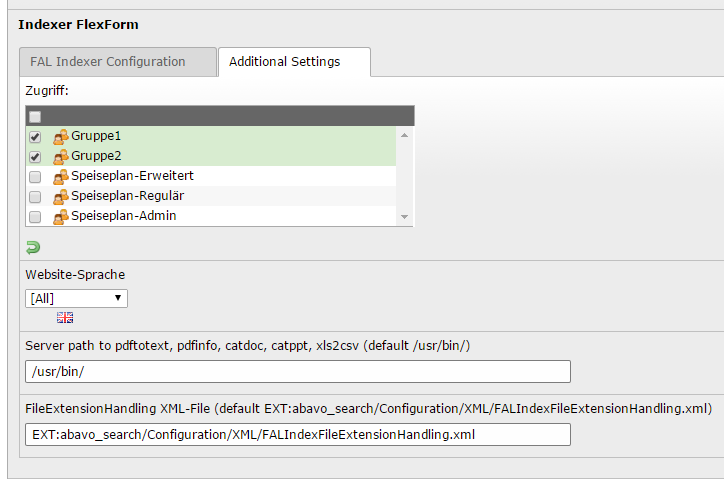 Indexer FlexForm
FAL Indexer Configuration
Additional Settings
Zugriff:
Gruppe1
Gruppe2
Speiseplan-Erweitert
Speiseplan-Regulär
Speiseplan-Admin
Website-Sprache
[All]
Server path to pdftotext, pdfinfo, catdoc, catppt, xls2csv (default /usr/bin/)
/usr/bin/
FileExtensionHandling XML-File (default EXT:abavo_search/Configuration/XML/FALIndexFileExtensionHandling.xml)
EXT:abavo_search/Configuration/XML/FALIndexFileExtensionHandling.xml